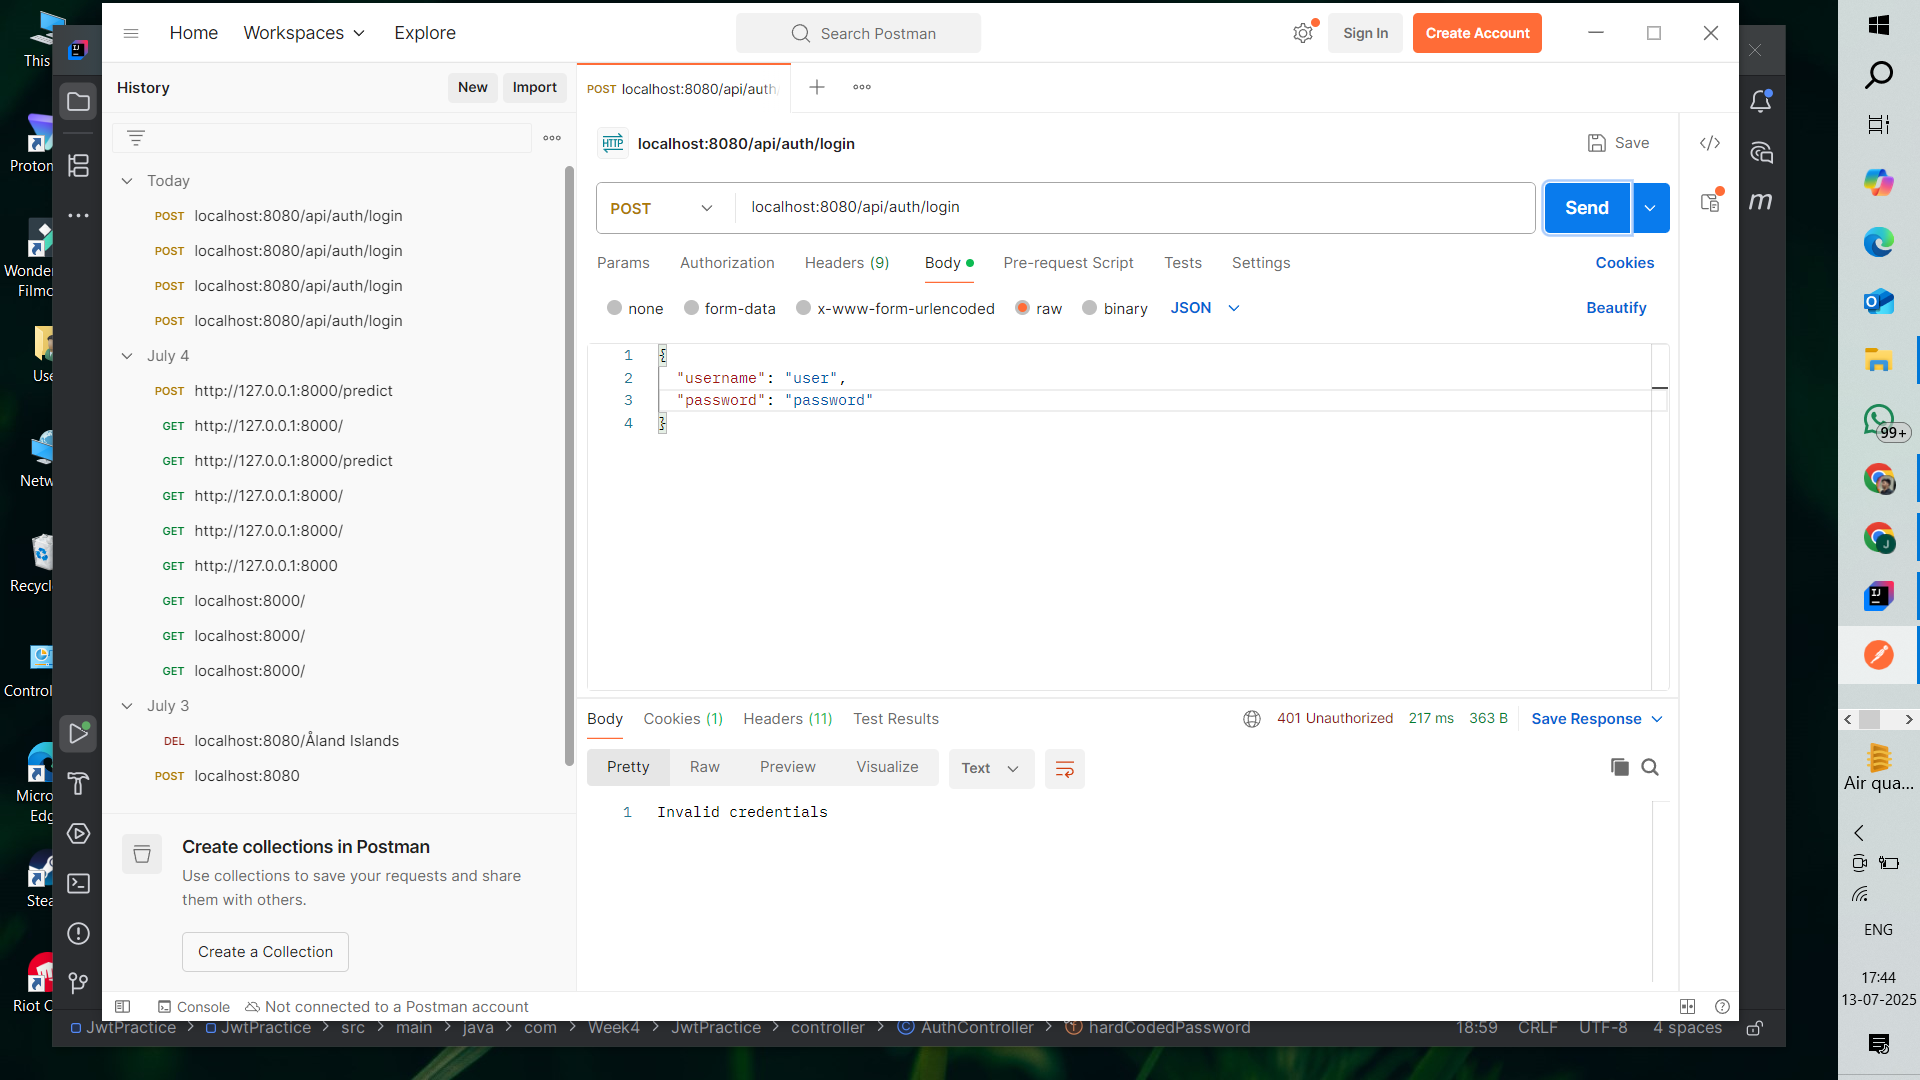 This
Proton
Wonder
Filmo
Use
Netw
Recycl
Control
Micro
Edg
Stea
Riot C
Home
Workspaces
Explore
Search Postman
Sign In
Create Account
History
New
Import
POST localhost:8080/api/auth
HTTP
localhost:8080/api/auth/login
Save
Today
POST localhost:8080/api/auth/login
POST localhost:8080/api/auth/login
POST localhost:8080/api/auth/login
POST localhost:8080/api/auth/login
July 4
POST http://127.0.0.1:8000/predict
GET http://127.0.0.1:8000/
GET http://127.0.0.1:8000/predict
GET http://127.0.0.1:8000/
GET http://127.0.0.1:8000/
GET http://127.0.0.1:8000
GET localhost:8000/
GET localhost:8000/
GET localhost:8000/
July 3
DEL localhost:8080/Åland Islands
POST localhost:8080
Create collections in Postman
Use collections to save your requests and share
them with others.
Create a Collection
POST
localhost:8080/api/auth/login
Send
Params Authorization Headers (9) Body Pre-request Script Tests Settings Cookies
none form-data x-www-form-urlencoded raw binary JSON Beautify
1 {
2 "username": "user",
3 "password": "password"
4 }
Body Cookies (1) Headers (11) Test Results 401 Unauthorized 217 ms 363 B Save Response
Pretty Raw Preview Visualize Text
1 Invalid credentials
Console Not connected to a Postman account
JwtPractice > JwtPractice > src > main > java > com > Week4 > JwtPractice > controller > AuthController > hardCodedPassword
18:59 CRLF UTF-8 4 spaces
m
99+
J
IJ
Air qua...
ENG
17:44
13-07-2025